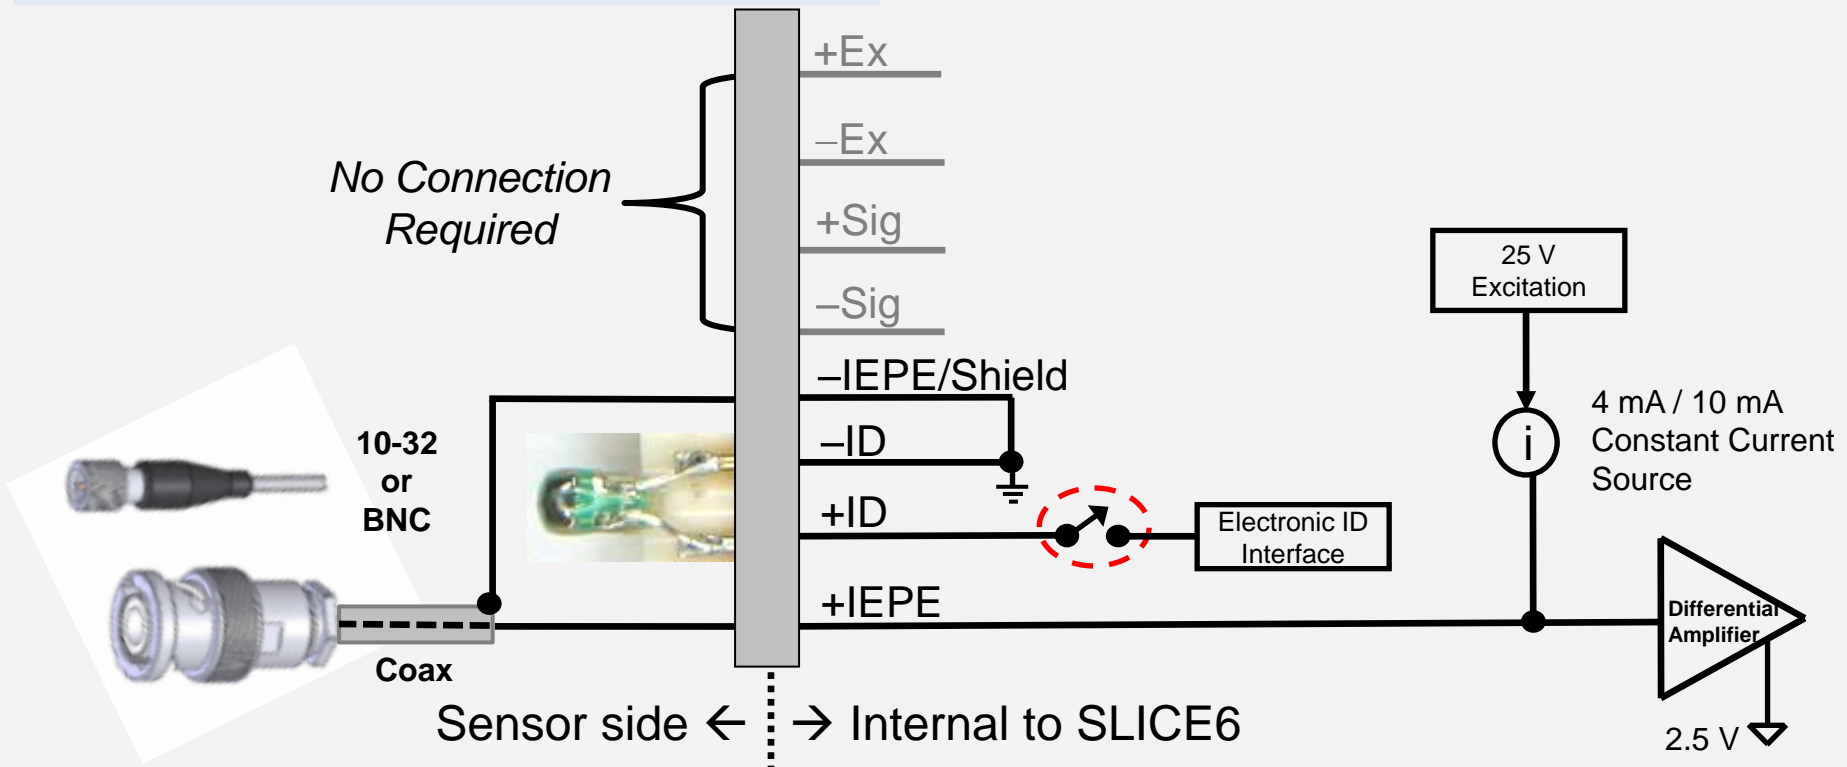 +Ex
–Ex
No Connection
Required
+Sig
–Sig
25 V
Excitation
–IEPE/Shield
4 mA / 10 mA
Constant Current
Source
i
10-32
or
BNC
–ID
+ID
Electronic ID
Interface
+IEPE
Differential
Amplifier
Coax
Sensor side ← → Internal to SLICE6
2.5 V